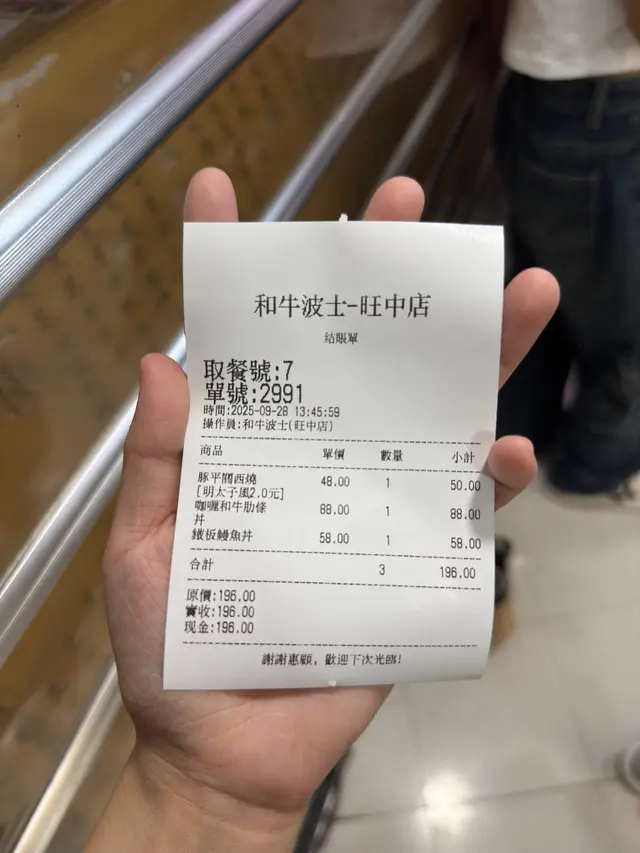 和牛波士-旺中店
結賬單
取餐號:7
單號:2991
時間:2025-09-28 13:45:59
操作員:和牛波士(旺中店)
商品 單價 數量 小計
豚平關西燒 48.00 1 50.00
[明太子風2.0元]
咖喱和牛肋條 88.00 1 88.00
丼
鐵板鰻魚丼 58.00 1 58.00
合計 3 196.00
原價:196.00
實收:196.00
现金:196.00
謝謝惠顧, 歡迎下次光臨!